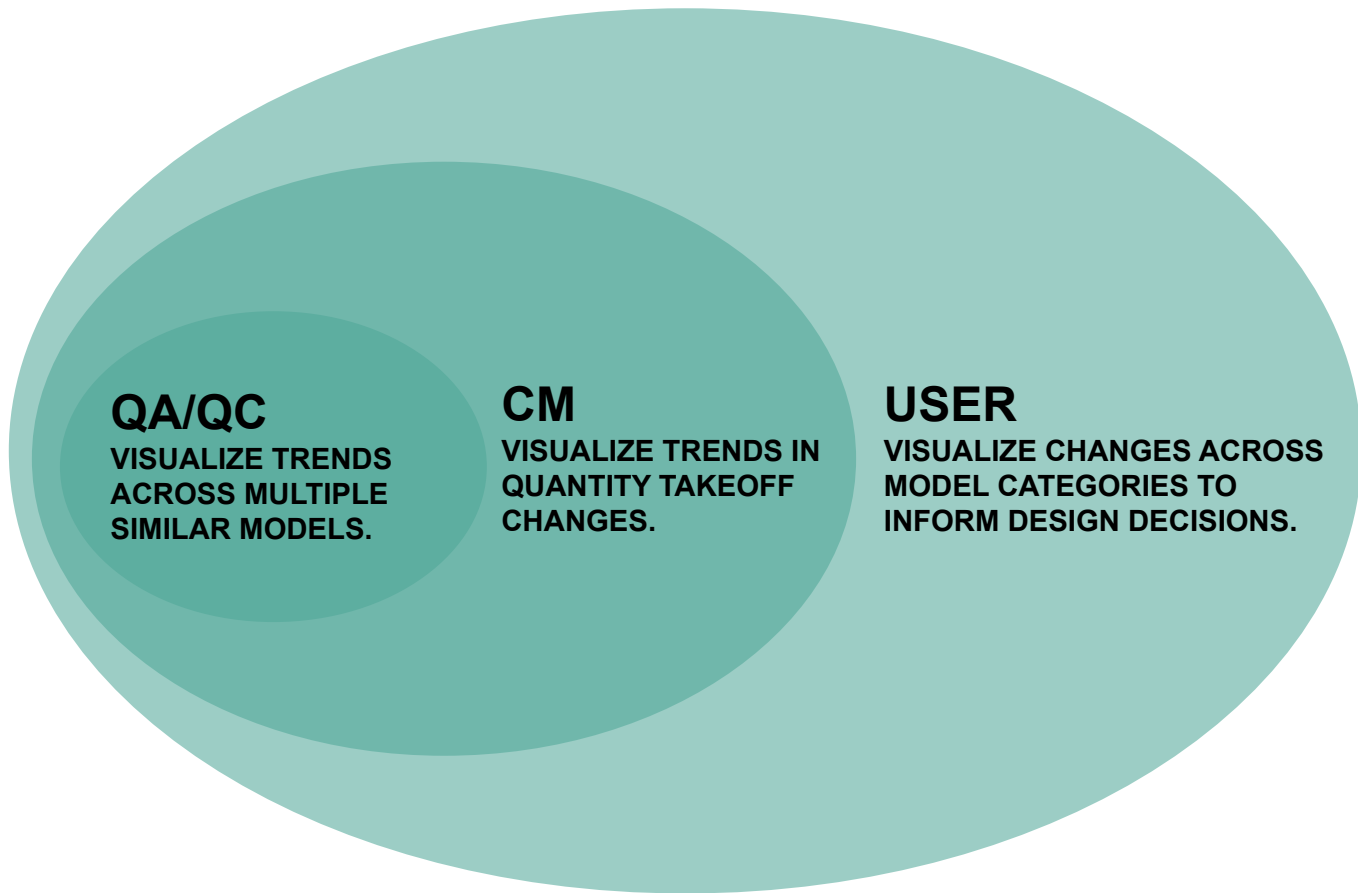 QA/QC
VISUALIZE TRENDS
ACROSS MULTIPLE
SIMILAR MODELS.
CM
VISUALIZE TRENDS IN
QUANTITY TAKEOFF
CHANGES.
USER
VISUALIZE CHANGES ACROSS
MODEL CATEGORIES TO
INFORM DESIGN DECISIONS.